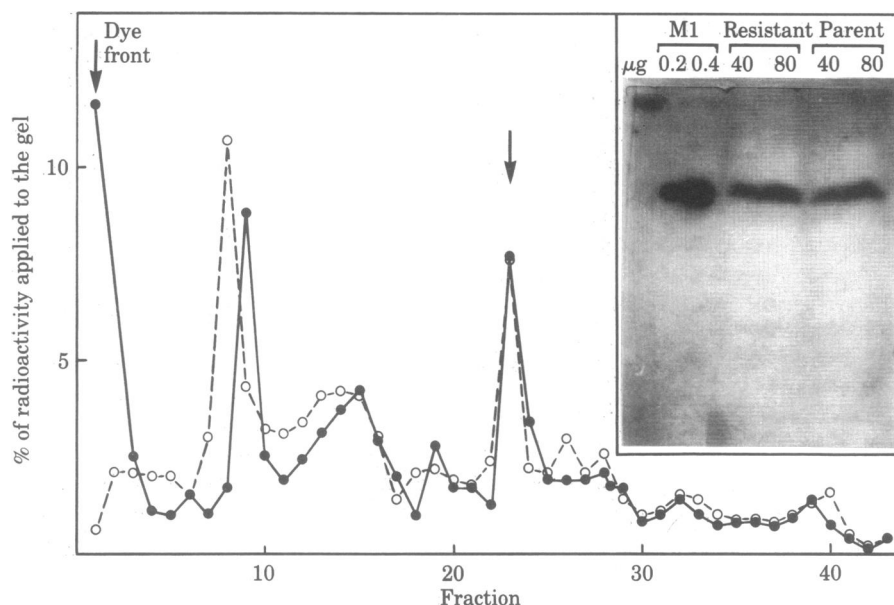 Dye
front
% of radioactivity applied to the gel
10
5
10 20 30 40
Fraction
M1 Resistant Parent
μg 0.2 0.4 40 80 40 80